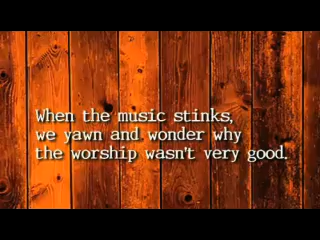 When the music stinks,
we yawn and wonder why
the worship wasn't very good.